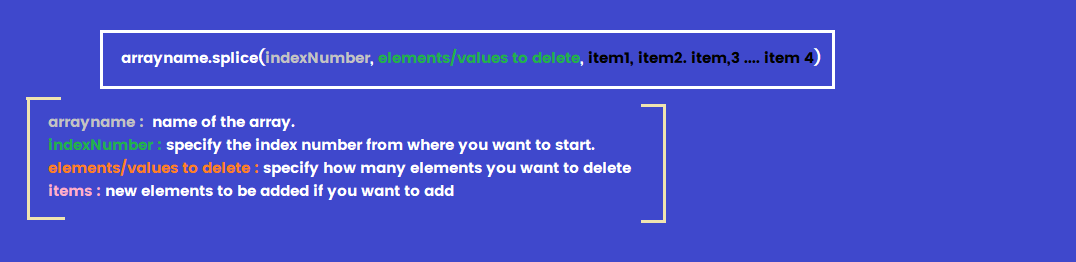 arrayname.splice(indexNumber, elements/values to delete, item1, item2. item,3 .... item 4)
arrayname : name of the array.
indexNumber : specify the index number from where you want to start.
elements/values to delete : specify how many elements you want to delete
items : new elements to be added if you want to add